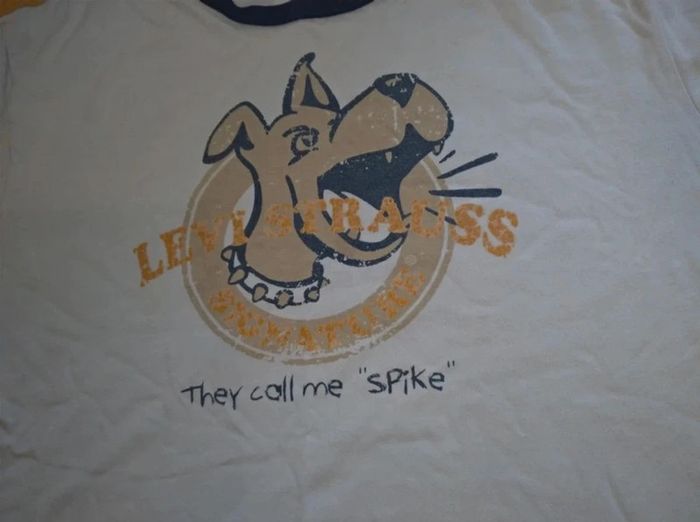 LEVI STRAUSS
SIGNATURE
They call me "SPike"